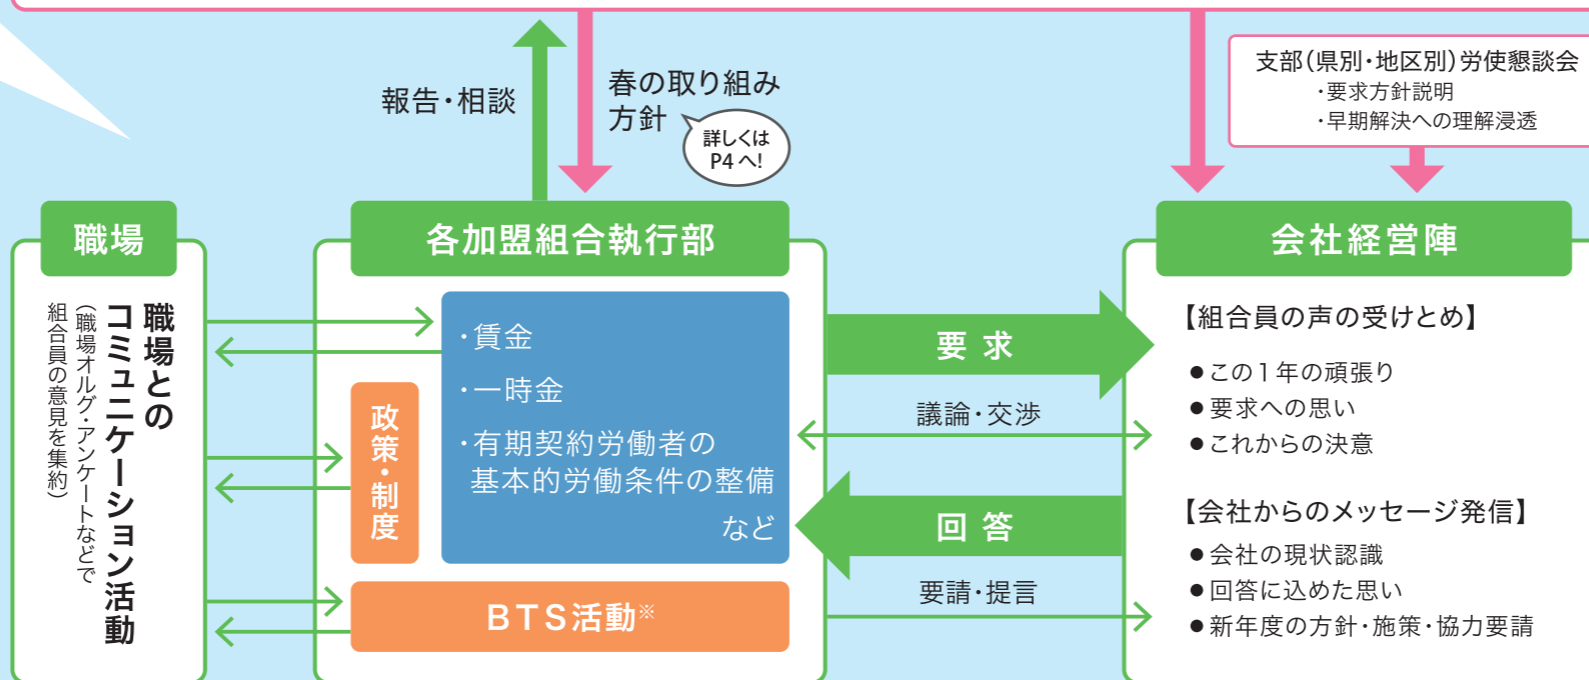 報告・相談
春の取り組み
方針
詳しくは
P4 へ!
支部（県別・地区別）労使懇談会
・要求方針説明
・早期解決への理解浸透
職場
職場との
コミュニケーション活動
（職場オルグ・アンケートなどで
組合員の意見を集約）
各加盟組合執行部
・賃金
・一時金
・有期契約労働者の
基本的労働条件の整備
など
政策・制度
BTS活動※
要 求
議論・交渉
回 答
要請・提言
会社経営陣
【組合員の声の受けとめ】
●この1年の頑張り
●要求への思い
●これからの決意
【会社からのメッセージ発信】
●会社の現状認識
●回答に込めた思い
●新年度の方針・施策・協力要請